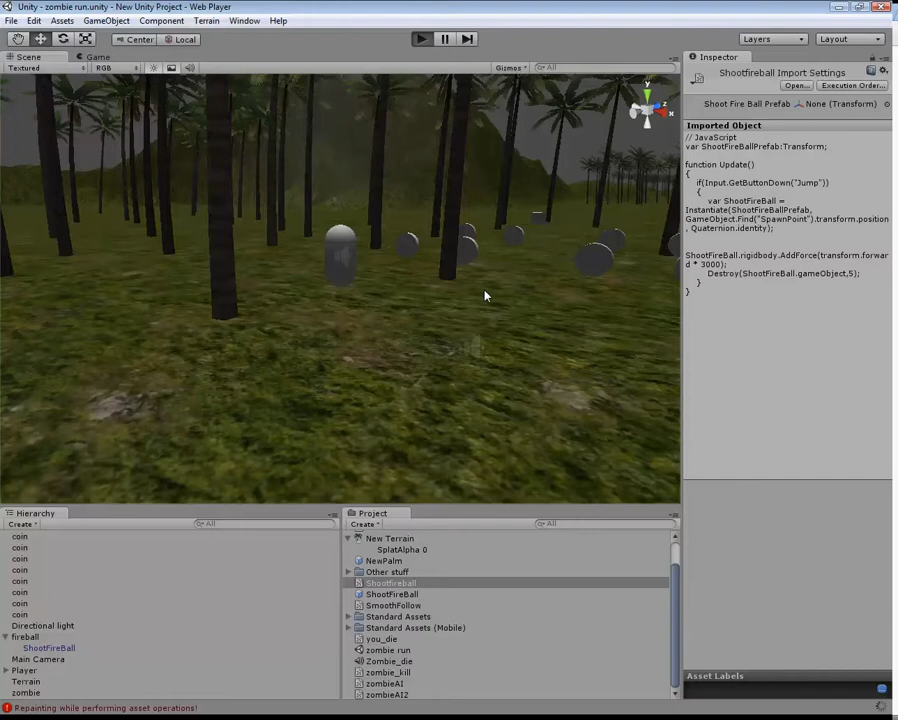 Unity - zombie run.unity - New Unity Project - Web Player
File Edit Assets GameObject Component Terrain Window Help
Center Local Layers Layout
Scene Game Inspector
Textured RGB Gizmos All
Shootfireball Import Settings
Open... Execution Order...
Shoot Fire Ball Prefab None (Transform)
Imported Object
// JavaScript
var ShootFireBallPrefab:Transform;
function Update()
{
if(Input.GetButtonDown("Jump"))
{
var ShootFireBall =
Instantiate(ShootFireBallPrefab,
GameObject.Find("SpawnPoint").transform.position
, Quaternion.identity);
ShootFireBall.rigidbody.AddForce(transform.forwar
d * 3000);
Destroy(ShootFireBall.gameObject,5);
}
}
y
z
x
Hierarchy
Create All
coin
coin
coin
coin
coin
coin
coin
coin
Directional light
fireball
ShootFireBall
Main Camera
Player
Terrain
zombie
Project
Create All
New Terrain
SplatAlpha 0
NewPalm
Other stuff
Shootfireball
ShootFireBall
SmoothFollow
Standard Assets
Standard Assets (Mobile)
you_die
zombie run
Zombie_die
zombie_kill
zombieAI
zombieAI2
Asset Labels
Repainting while performing asset operations!